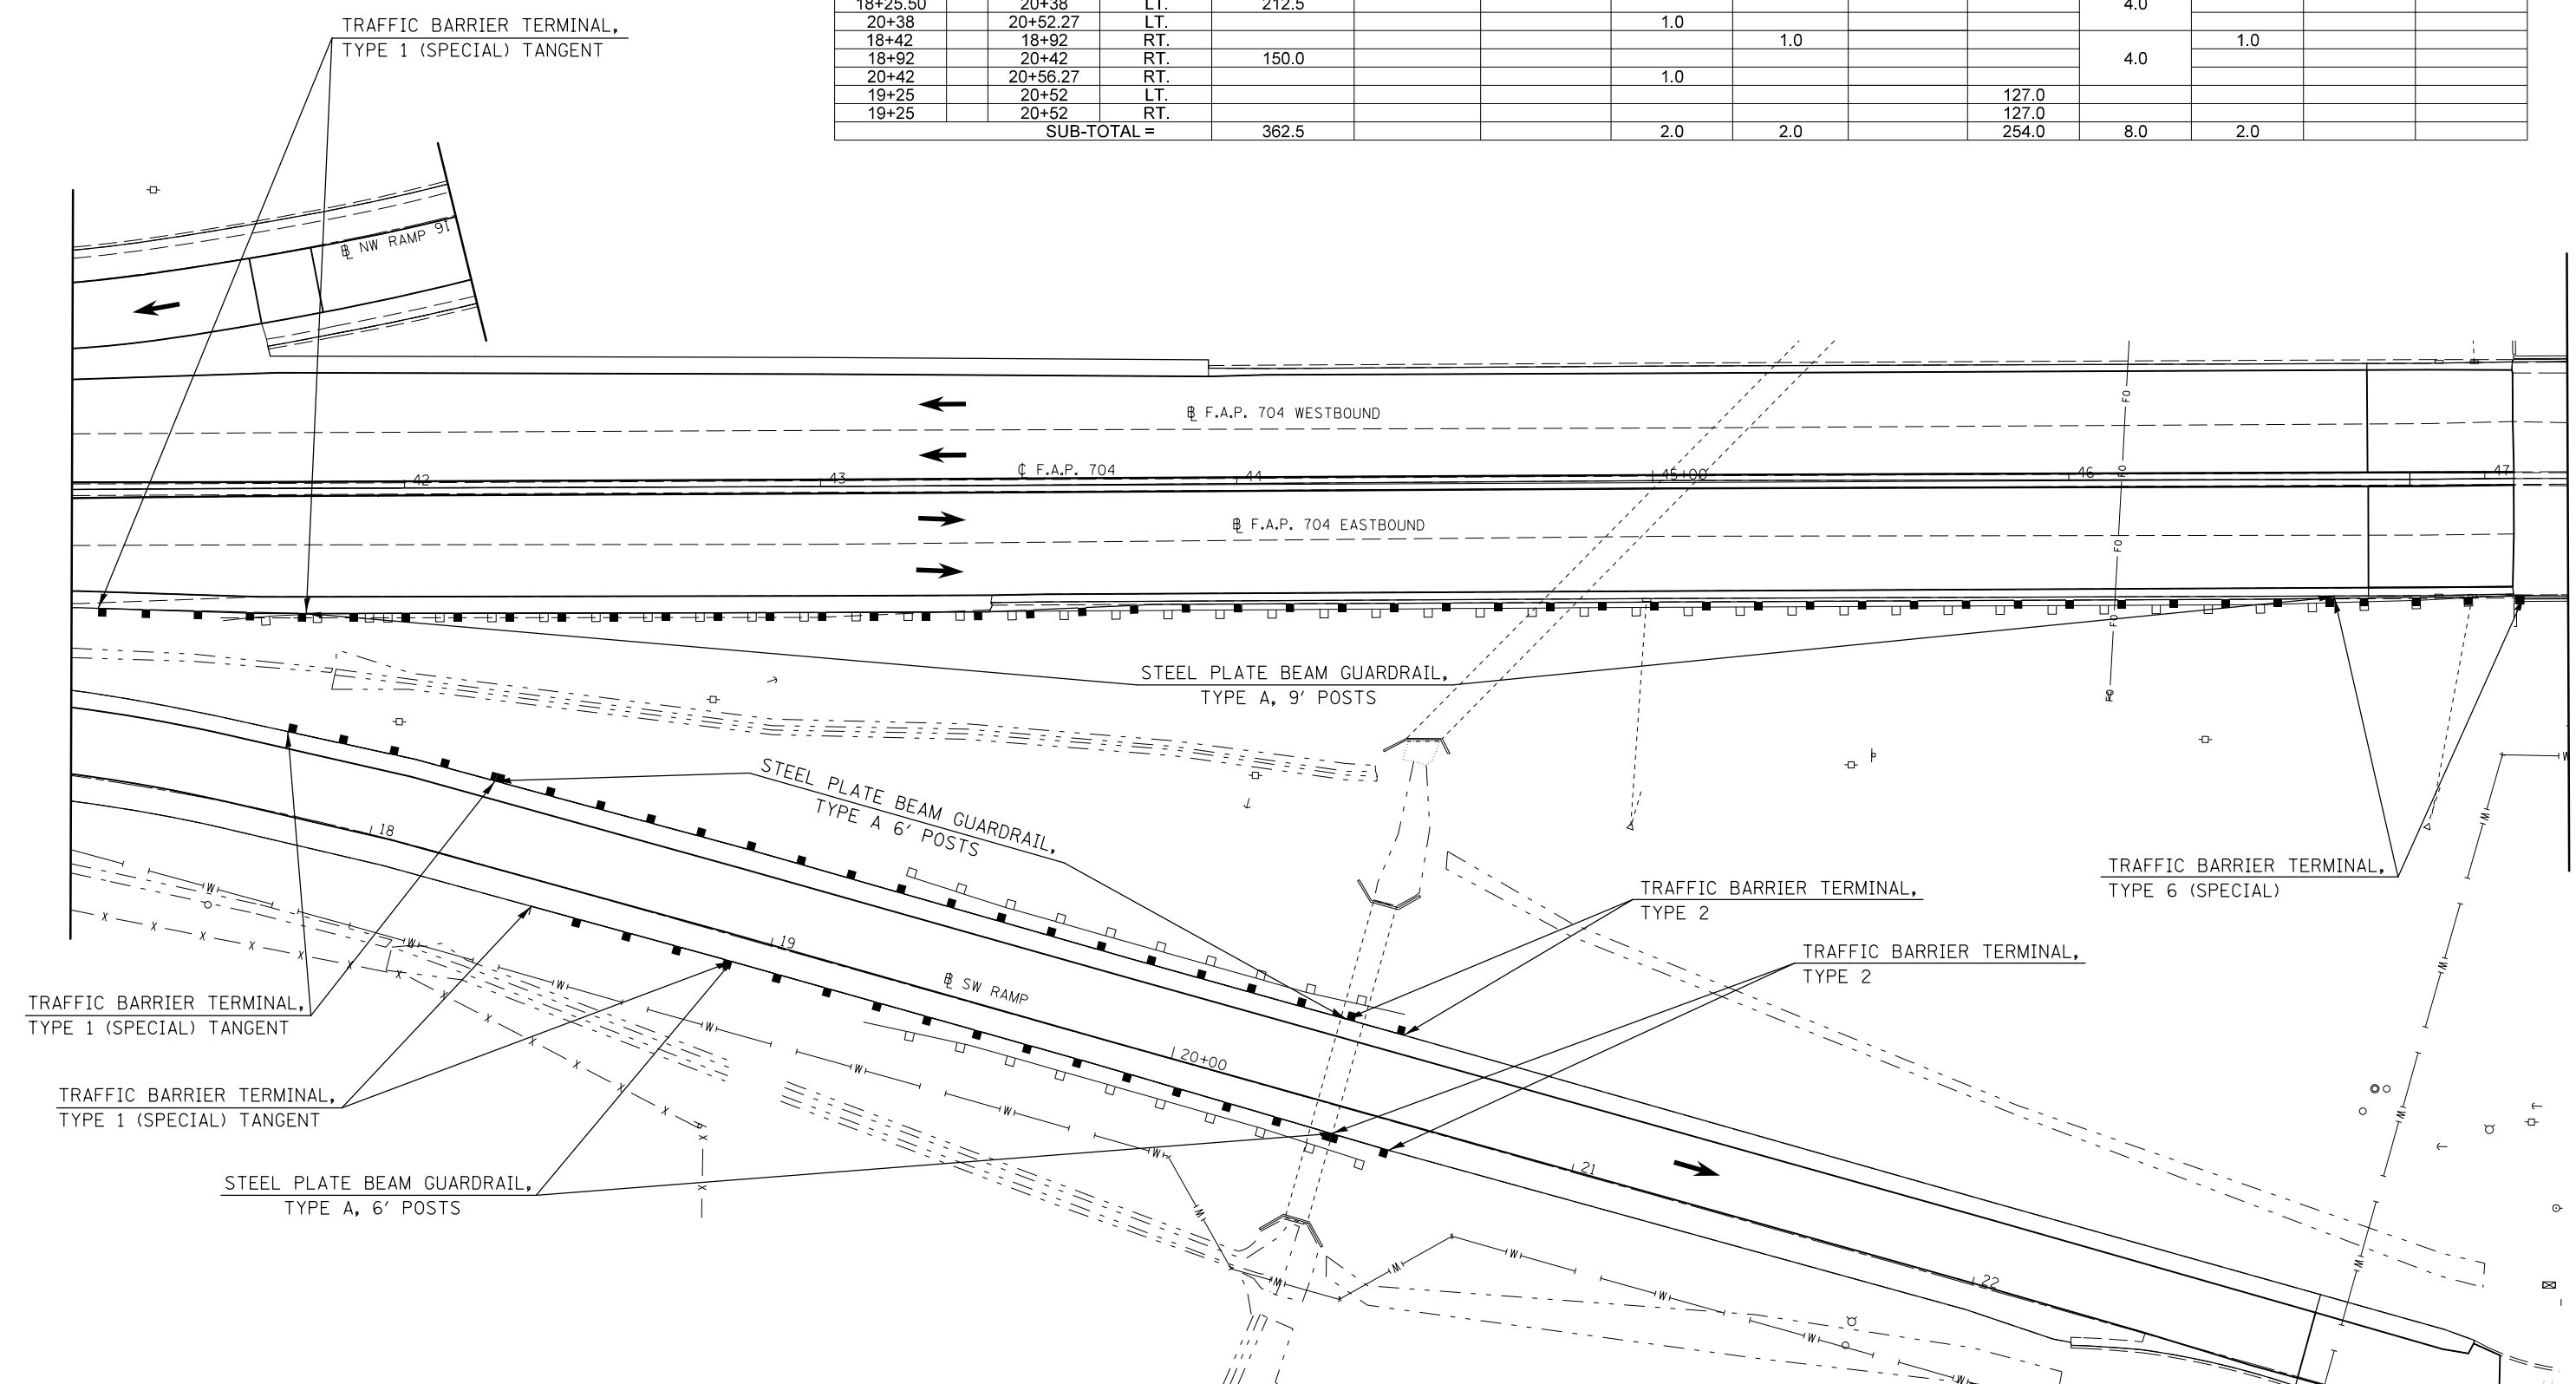 18+25.50 20+38 LT. 212.5 4.0
20+38 20+52.27 LT. 1.0
18+42 18+92 RT. 1.0 1.0
18+92 20+42 RT. 150.0 4.0
20+42 20+56.27 RT. 1.0
19+25 20+52 LT. 127.0
19+25 20+52 RT. 127.0
SUB-TOTAL = 362.5 2.0 2.0 254.0 8.0 2.0
TRAFFIC BARRIER TERMINAL,
TYPE 1 (SPECIAL) TANGENT
NW RAMP 91
F.A.P. 704 WESTBOUND
F.A.P. 704
42
43
44
45+00
46
47
F.A.P. 704 EASTBOUND
FO
FO
FO
FO
FO
STEEL PLATE BEAM GUARDRAIL,
TYPE A, 9' POSTS
STEEL PLATE BEAM GUARDRAIL,
TYPE A 6' POSTS
TRAFFIC BARRIER TERMINAL,
TYPE 6 (SPECIAL)
TRAFFIC BARRIER TERMINAL,
TYPE 2
TRAFFIC BARRIER TERMINAL,
TYPE 2
18
19
SW RAMP
20+00
21
22
TRAFFIC BARRIER TERMINAL,
TYPE 1 (SPECIAL) TANGENT
TRAFFIC BARRIER TERMINAL,
TYPE 1 (SPECIAL) TANGENT
STEEL PLATE BEAM GUARDRAIL,
TYPE A, 6' POSTS